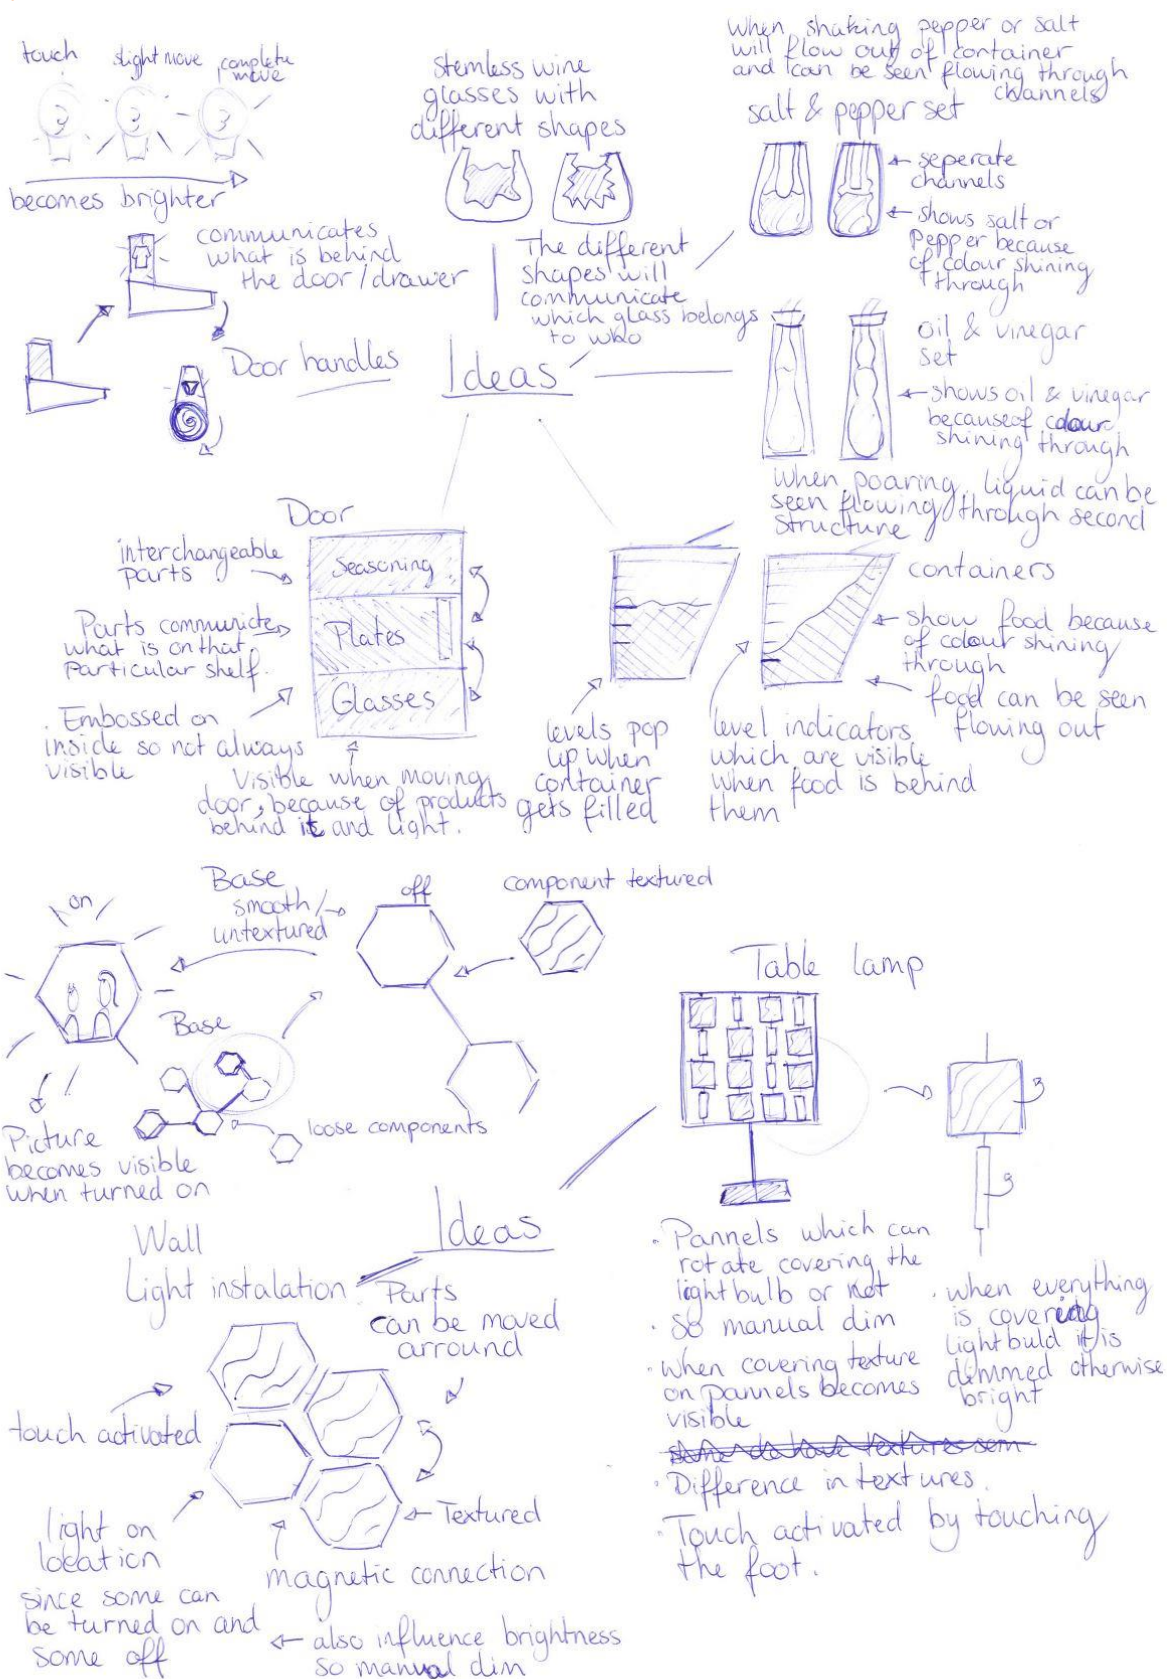 touch
slight move
complete
move
becomes brighter
communicates
what is behind
the door/drawer
Door handles
stemless wine
glasses with
different shapes
The different
shapes will
communicate
which glass belongs
to who
Ideas
When shaking pepper or salt
will flow out of container
and can be seen flowing through
channels
salt & pepper set
seperate
channels
shows salt or
Pepper because
of colour shining
through
oil & vinegar
set
shows oil & vinegar
because of colour
shining through
When poaring, liquid can be
seen flowing through second
structure
Door
interchangeable
parts
Seasoning
Plates
Glasses
Parts communicte
what is on that
particular shelf.
. Embossed on
inside so not always
visible
Visible when moving
door, because of products
behind it and light.
containers
show food because
of colour shining
through
food can be seen
flowing out
levels pop
up when
container
gets filled
level indicators
which are visible
when food is behind
them
on
Base
smooth/
untextured
off
component textured
Base
loose components
Picture
becomes visible
when turned on
Table lamp
Wall
Light instalation
Ideas
Parts
can be moved
arround
touch activated
Textured
magnetic connection
light on
location
since some can
be turned on and
some off
also influence brightness
so manual dim
· Pannels which can
rotate covering the
lightbulb or not
· so manual dim
· when covering texture
on pannels becomes
visible
some do have textures som
· Difference in textures.
· Touch activated by touching
the foot.
· when everything
is covering
lightbuld it is
dimmed otherwise
bright